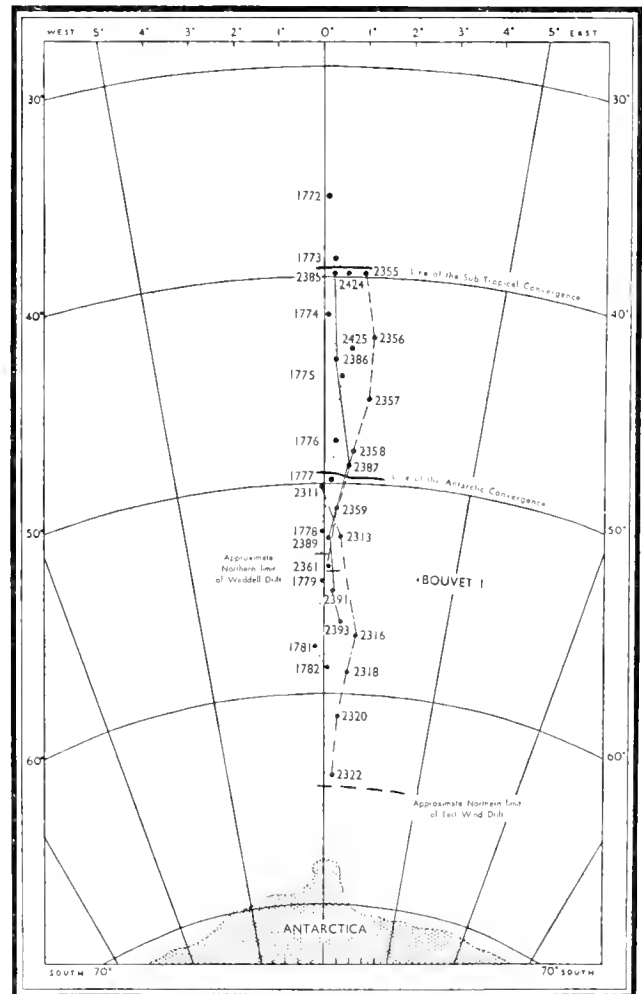 WEST 5° 4° 3° 2° 1° 0° 1° 2° 3° 4° 5° EAST
30° 30°
1772
1773
2385 2424 2355 Line of the Sub Tropical Convergence
40° 1774 40°
2425 2356
2386
1775
2357
1776
2358
2387
1777 Line of the Antarctic Convergence
2311
2359
50° 1778 2313 50°
2389
Approximate
Northern limit
of Weddell Drift
2361
1779 BOUVET I
2391
2393 2316
1781
1782 2318
2320
60° 60°
2322
Approximate Northern limit
of East Wind Drift
ANTARCTICA
SOUTH 70° 70° SOUTH